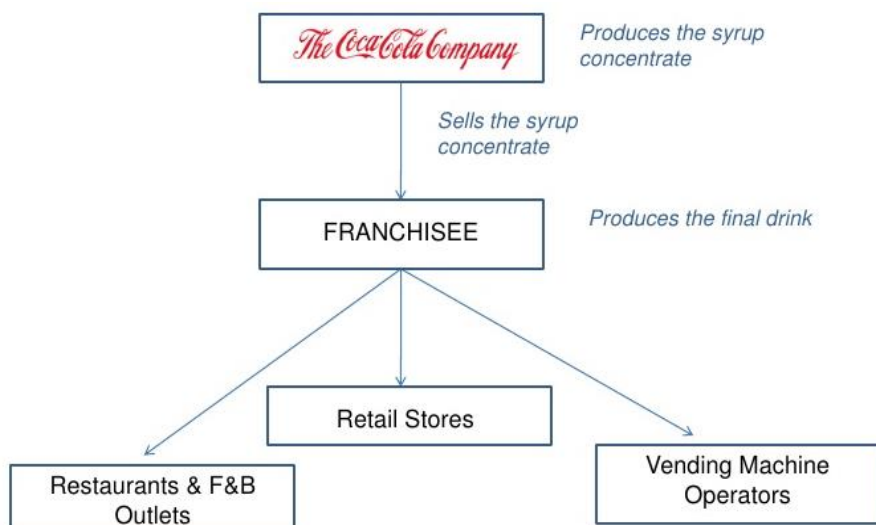 The Coca-Cola Company
Produces the syrup
concentrate
Sells the syrup
concentrate
FRANCHISEE
Produces the final drink
Retail Stores
Restaurants & F&B
Outlets
Vending Machine
Operators